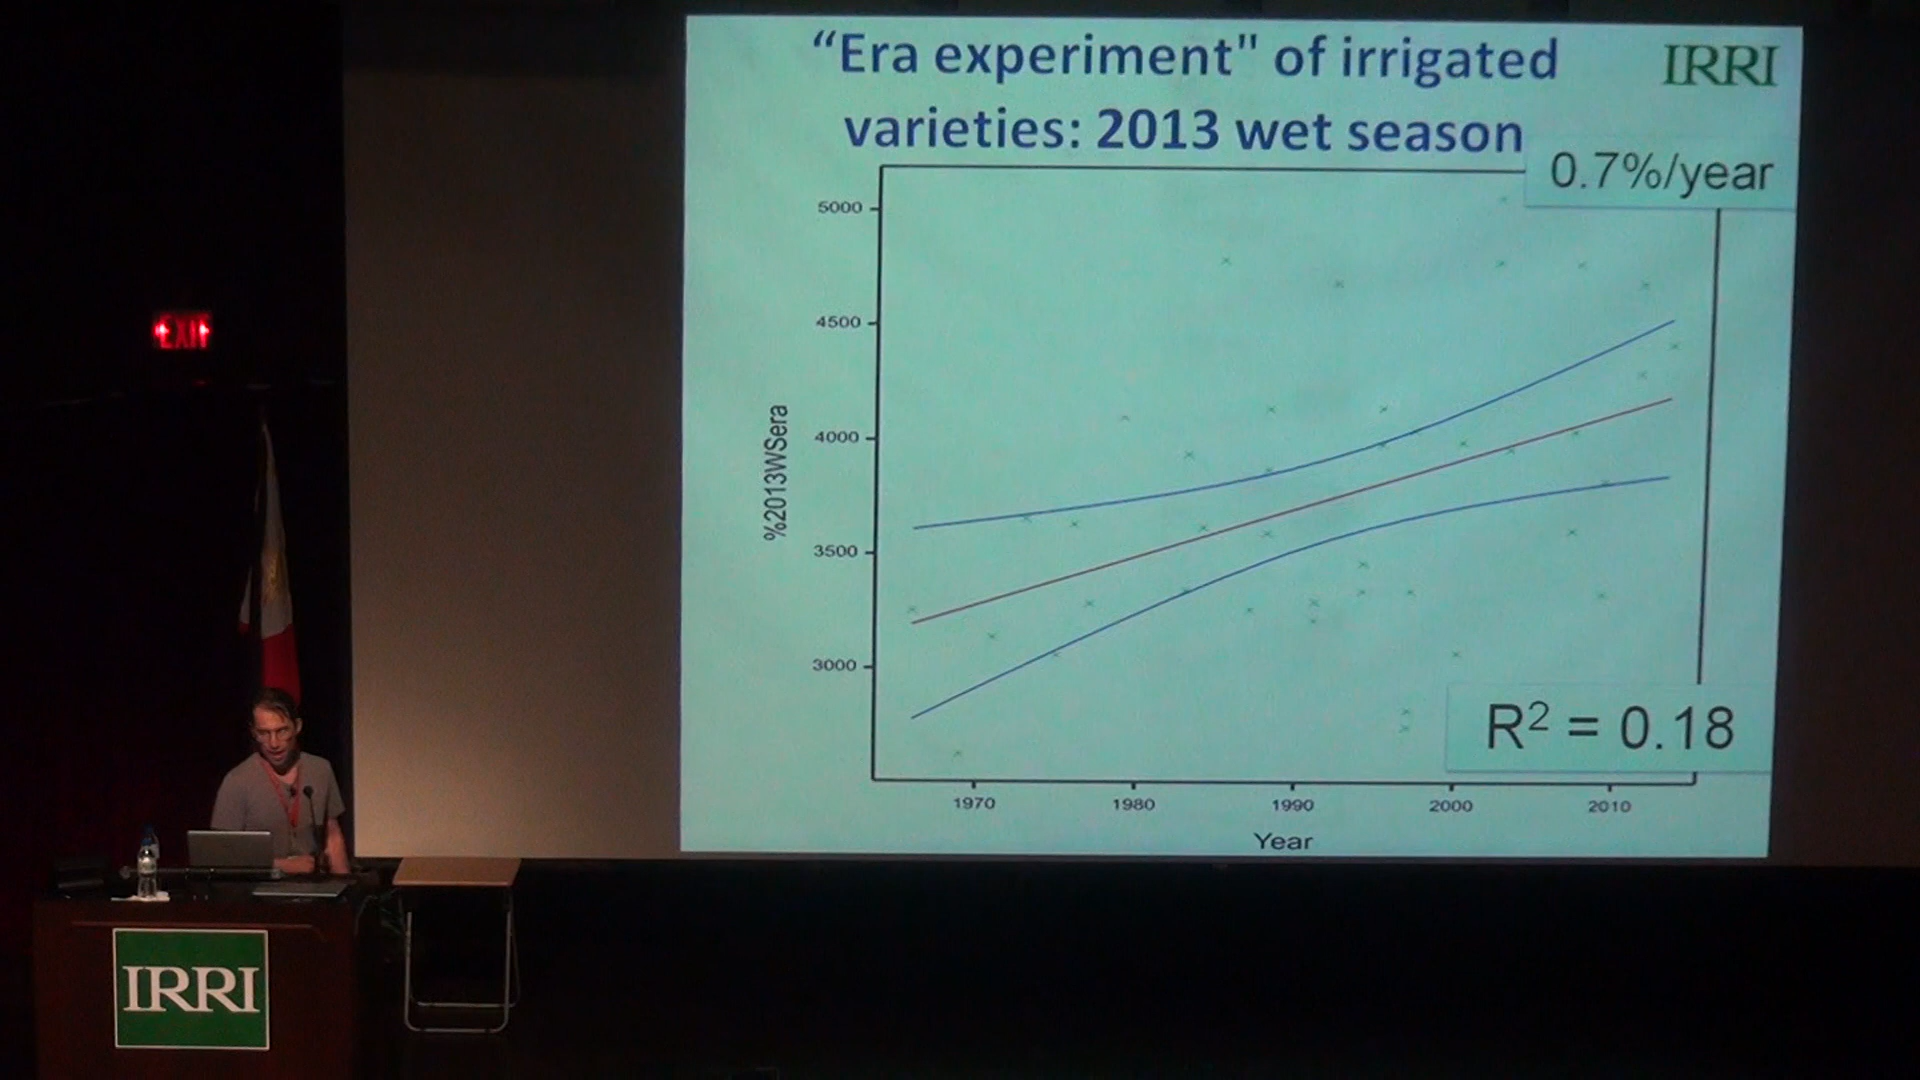 “Era experiment" of irrigated
varieties: 2013 wet season
IRRI
0.7%/year
5000
4500
4000
3500
3000
%2013WSera
R² = 0.18
1970 1980 1990 2000 2010
Year
EXIT
IRRI